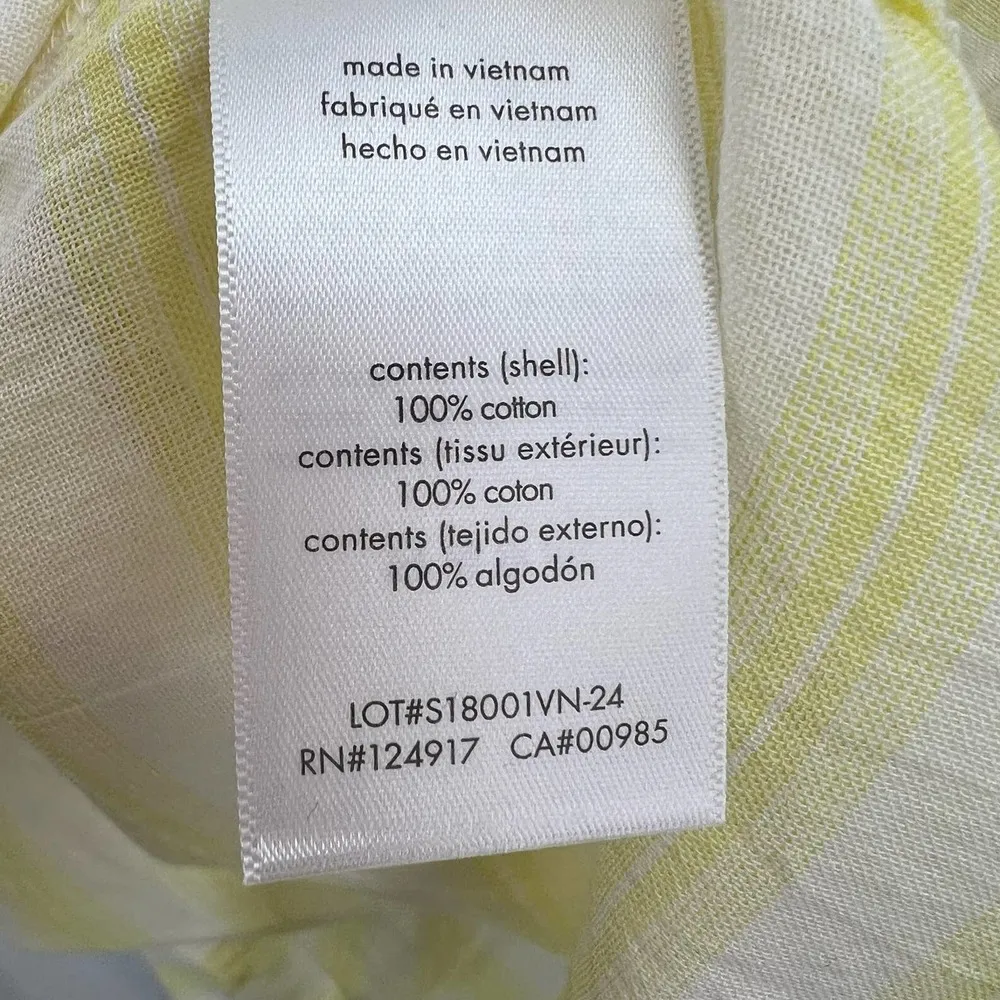 made in vietnam
fabriqué en vietnam
hecho en vietnam
contents (shell):
100% cotton
contents (tissu extérieur):
100% coton
contents (tejido externo):
100% algodón
LOT#S18001VN-24
RN#124917 CA#00985